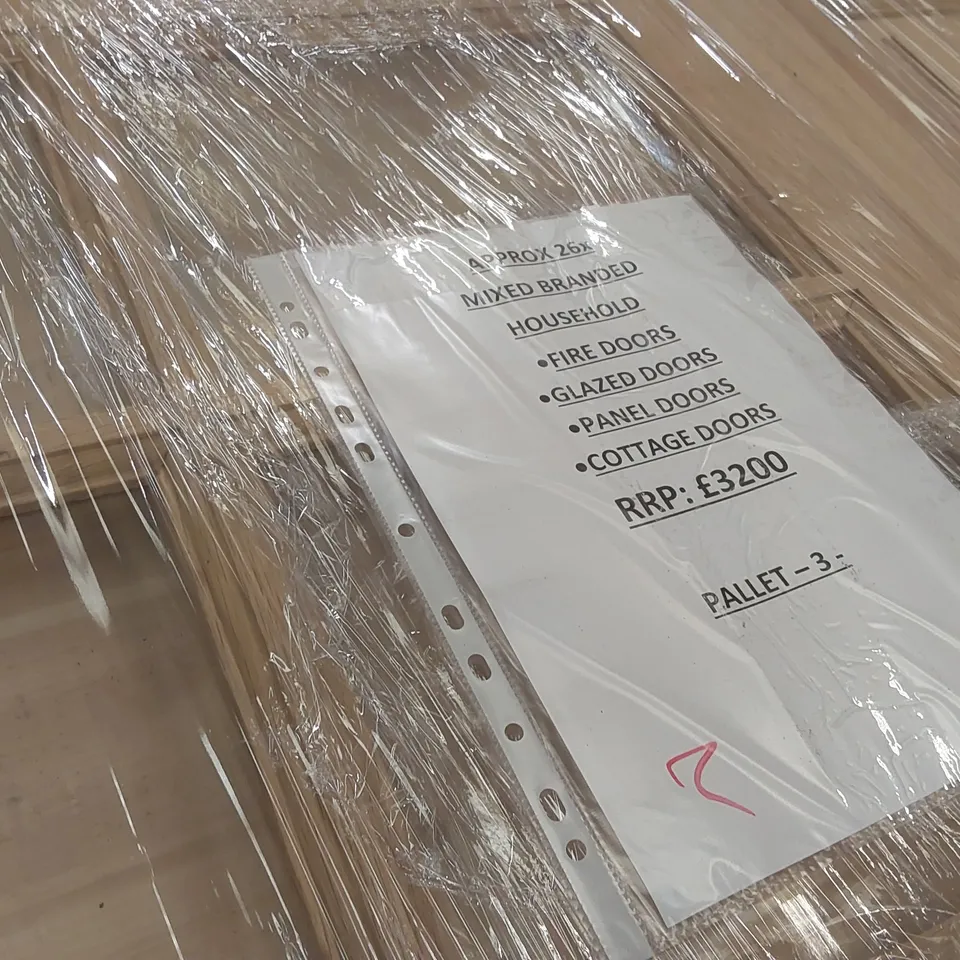 APPROX 26x
MIXED BRANDED
HOUSEHOLD
•FIRE DOORS
•GLAZED DOORS
•PANEL DOORS
•COTTAGE DOORS
RRP: £3200
PALLET – 3 -